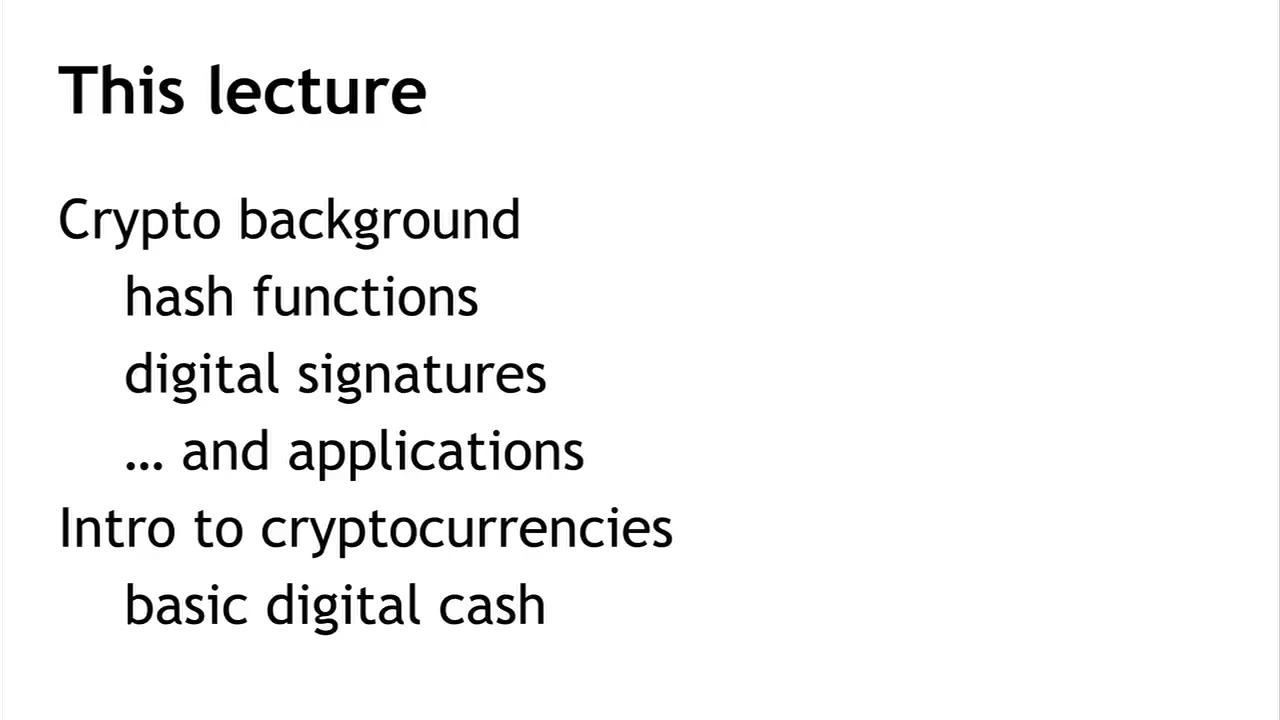 This lecture
Crypto background
hash functions
digital signatures
… and applications
Intro to cryptocurrencies
basic digital cash